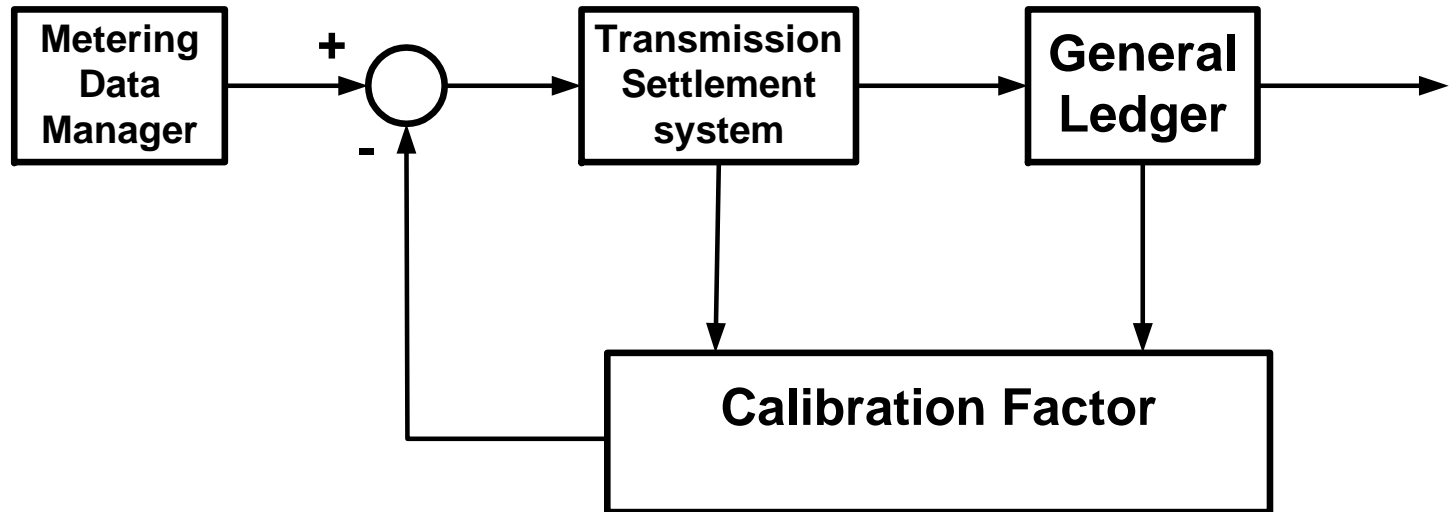 Metering
Data
Manager
+
-
Transmission
Settlement
system
General
Ledger
Calibration Factor